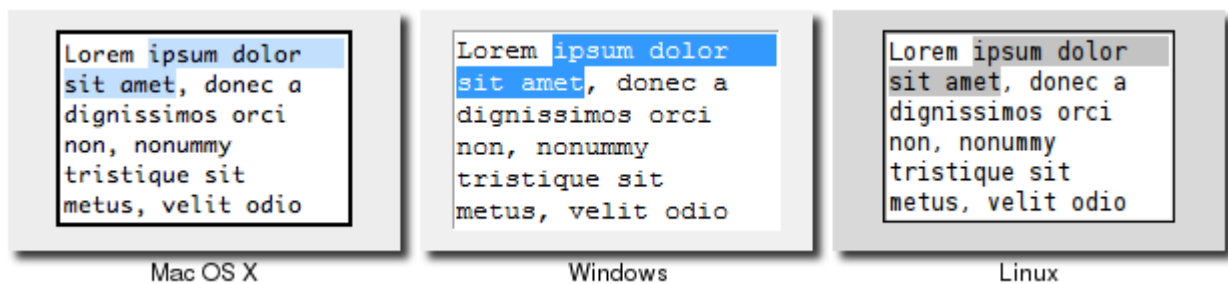 Lorem ipsum dolor
sit amet, donec a
dignissimos orci
non, nonummy
tristique sit
metus, velit odio
Mac OS X
Lorem ipsum dolor
sit amet, donec a
dignissimos orci
non, nonummy
tristique sit
metus, velit odio
Windows
Lorem ipsum dolor
sit amet, donec a
dignissimos orci
non, nonummy
tristique sit
metus, velit odio
Linux